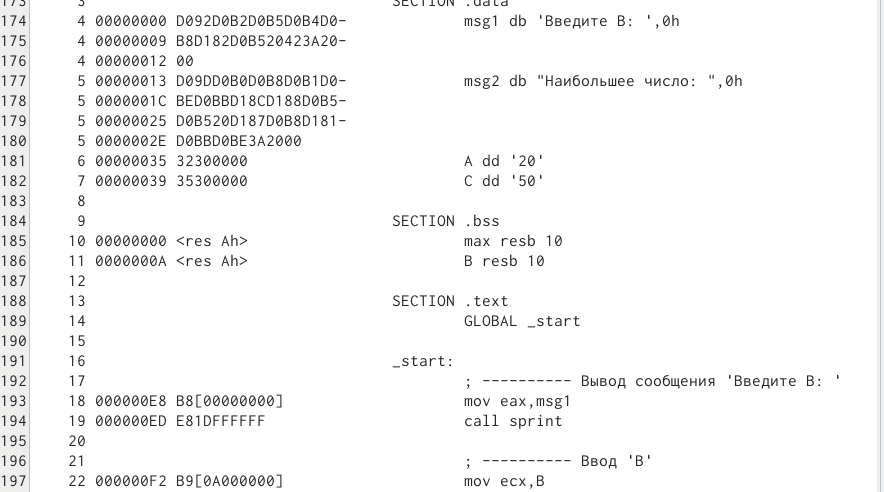 173 3 SECTION .data
174 4 00000000 D092D0B2D0B5D0B4D0- msg1 db 'Введите B: ',0h
175 4 00000009 B8D182D0B520423A20-
176 4 00000012 00
177 5 00000013 D09DD0B0D0B8D0B1D0- msg2 db "Наибольшее число: ",0h
178 5 0000001C BED0BBD18CD188D0B5-
179 5 00000025 D0B520D187D0B8D181-
180 5 0000002E D0BBD0BE3A2000
181 6 00000035 32300000 A dd '20'
182 7 00000039 35300000 C dd '50'
183 8
184 9 SECTION .bss
185 10 00000000 <res Ah> max resb 10
186 11 0000000A <res Ah> B resb 10
187 12
188 13 SECTION .text
189 14 GLOBAL _start
190 15
191 16 _start:
192 17 ; ---------- Вывод сообщения 'Введите B: '
193 18 000000E8 B8[00000000] mov eax,msg1
194 19 000000ED E81DFFFFFF call sprint
195 20
196 21 ; ---------- Ввод 'B'
197 22 000000F2 B9[0A000000] mov ecx,B